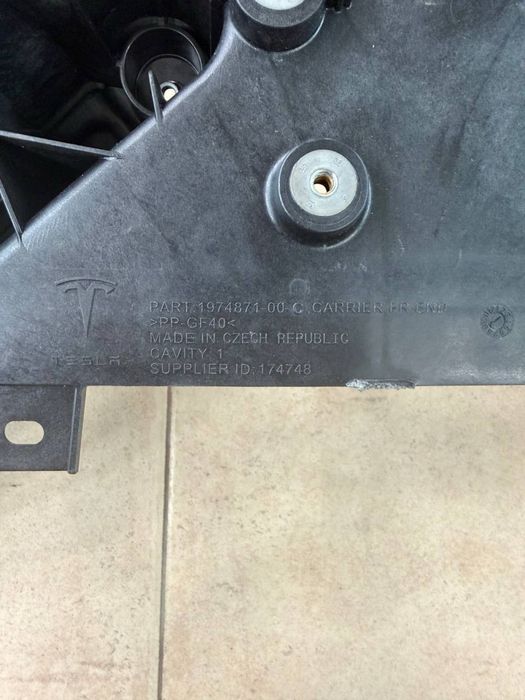 TESLA
PART:1974871-00 C CARRIER FR END
>PP-GF40<
MADE IN CZECH REPUBLIC
CAVITY 1
SUPPLIER ID:174748